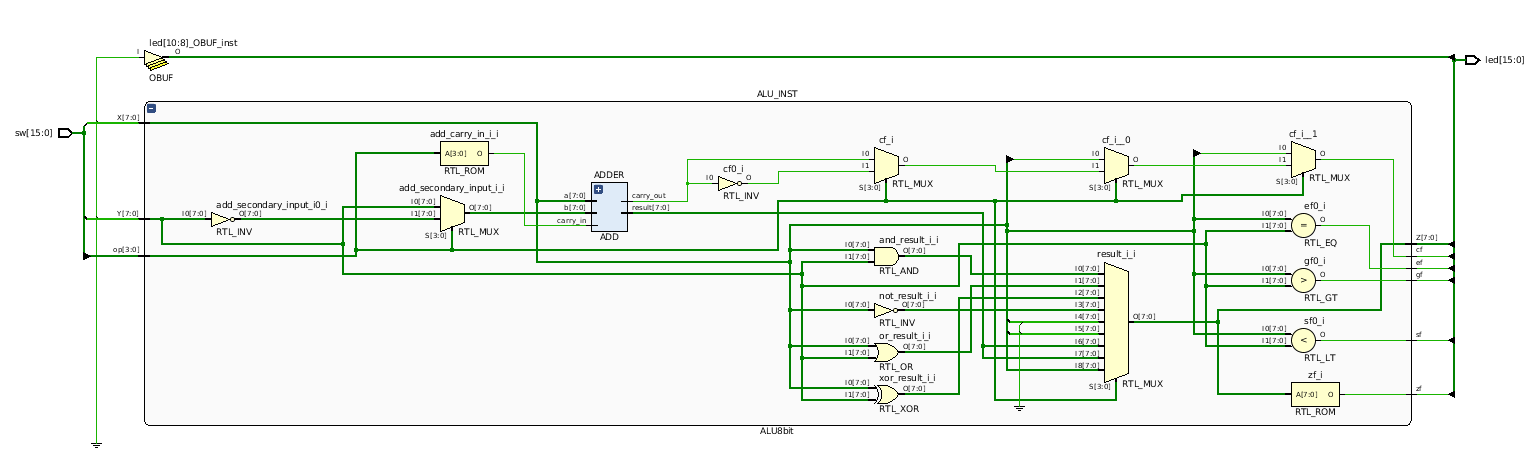 led[10:8]_OBUF_inst
I
O
OBUF
led[15:0]
ALU_INST
sw[15:0]
X[7:0]
add_carry_in_i_i
A[3:0] O
RTL_ROM
cf_i
I0
I1
O
S[3:0]
RTL_MUX
cf_i__0
I0
I1
O
S[3:0]
RTL_MUX
cf_i__1
I0
I1
O
S[3:0]
RTL_MUX
cf0_i
I0
O
RTL_INV
ADDER
a[7:0]
b[7:0]
carry_in
carry_out
result[7:0]
ADD
add_secondary_input_i_i
I0[7:0]
I1[7:0]
O[7:0]
S[3:0]
RTL_MUX
Y[7:0]
add_secondary_input_i0_i
I0[7:0]
O[7:0]
RTL_INV
op[3:0]
and_result_i_i
I0[7:0]
I1[7:0]
O[7:0]
RTL_AND
not_result_i_i
I0[7:0]
O[7:0]
RTL_INV
or_result_i_i
I0[7:0]
I1[7:0]
O[7:0]
RTL_OR
xor_result_i_i
I0[7:0]
I1[7:0]
O[7:0]
RTL_XOR
result_i_i
I0[7:0]
I1[7:0]
I2[7:0]
I3[7:0]
I4[7:0]
I5[7:0]
I6[7:0]
I7[7:0]
I8[7:0]
O[7:0]
S[3:0]
RTL_MUX
ef0_i
I0[7:0]
I1[7:0]
=
O
RTL_EQ
gf0_i
I0[7:0]
I1[7:0]
>
O
RTL_GT
sf0_i
I0[7:0]
I1[7:0]
<
O
RTL_LT
zf_i
A[7:0] O
RTL_ROM
Z[7:0]
cf
ef
gf
sf
zf
ALU8bit